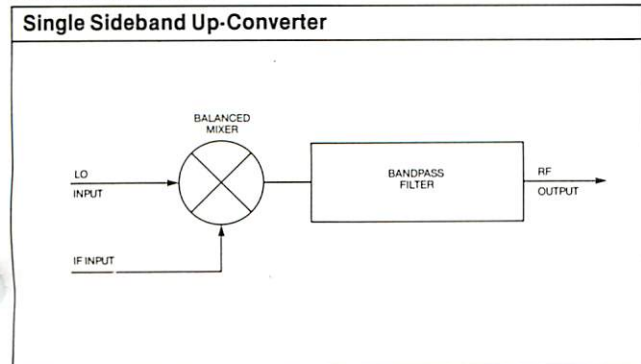 Single Sideband Up-Converter
BALANCED
MIXER
LO
INPUT
BANDPASS
FILTER
RF
OUTPUT
IF INPUT